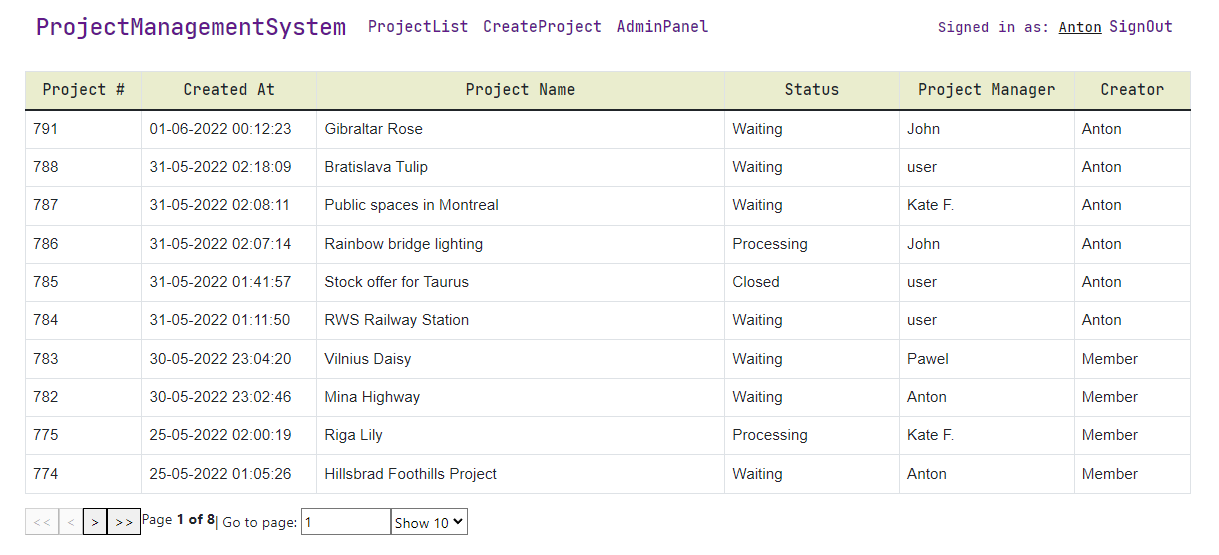 ProjectManagementSystem ProjectList CreateProject AdminPanel Signed in as: Anton SignOut
Project # Created At Project Name Status Project Manager Creator
791 01-06-2022 00:12:23 Gibraltar Rose Waiting John Anton
788 31-05-2022 02:18:09 Bratislava Tulip Waiting user Anton
787 31-05-2022 02:08:11 Public spaces in Montreal Waiting Kate F. Anton
786 31-05-2022 02:07:14 Rainbow bridge lighting Processing John Anton
785 31-05-2022 01:41:57 Stock offer for Taurus Closed user Anton
784 31-05-2022 01:11:50 RWS Railway Station Waiting user Anton
783 30-05-2022 23:04:20 Vilnius Daisy Waiting Pawel Member
782 30-05-2022 23:02:46 Mina Highway Waiting Anton Member
775 25-05-2022 02:00:19 Riga Lily Processing Kate F. Member
774 25-05-2022 01:05:26 Hillsbrad Foothills Project Waiting Anton Member
<< < > >> Page 1 of 8| Go to page: 1 Show 10